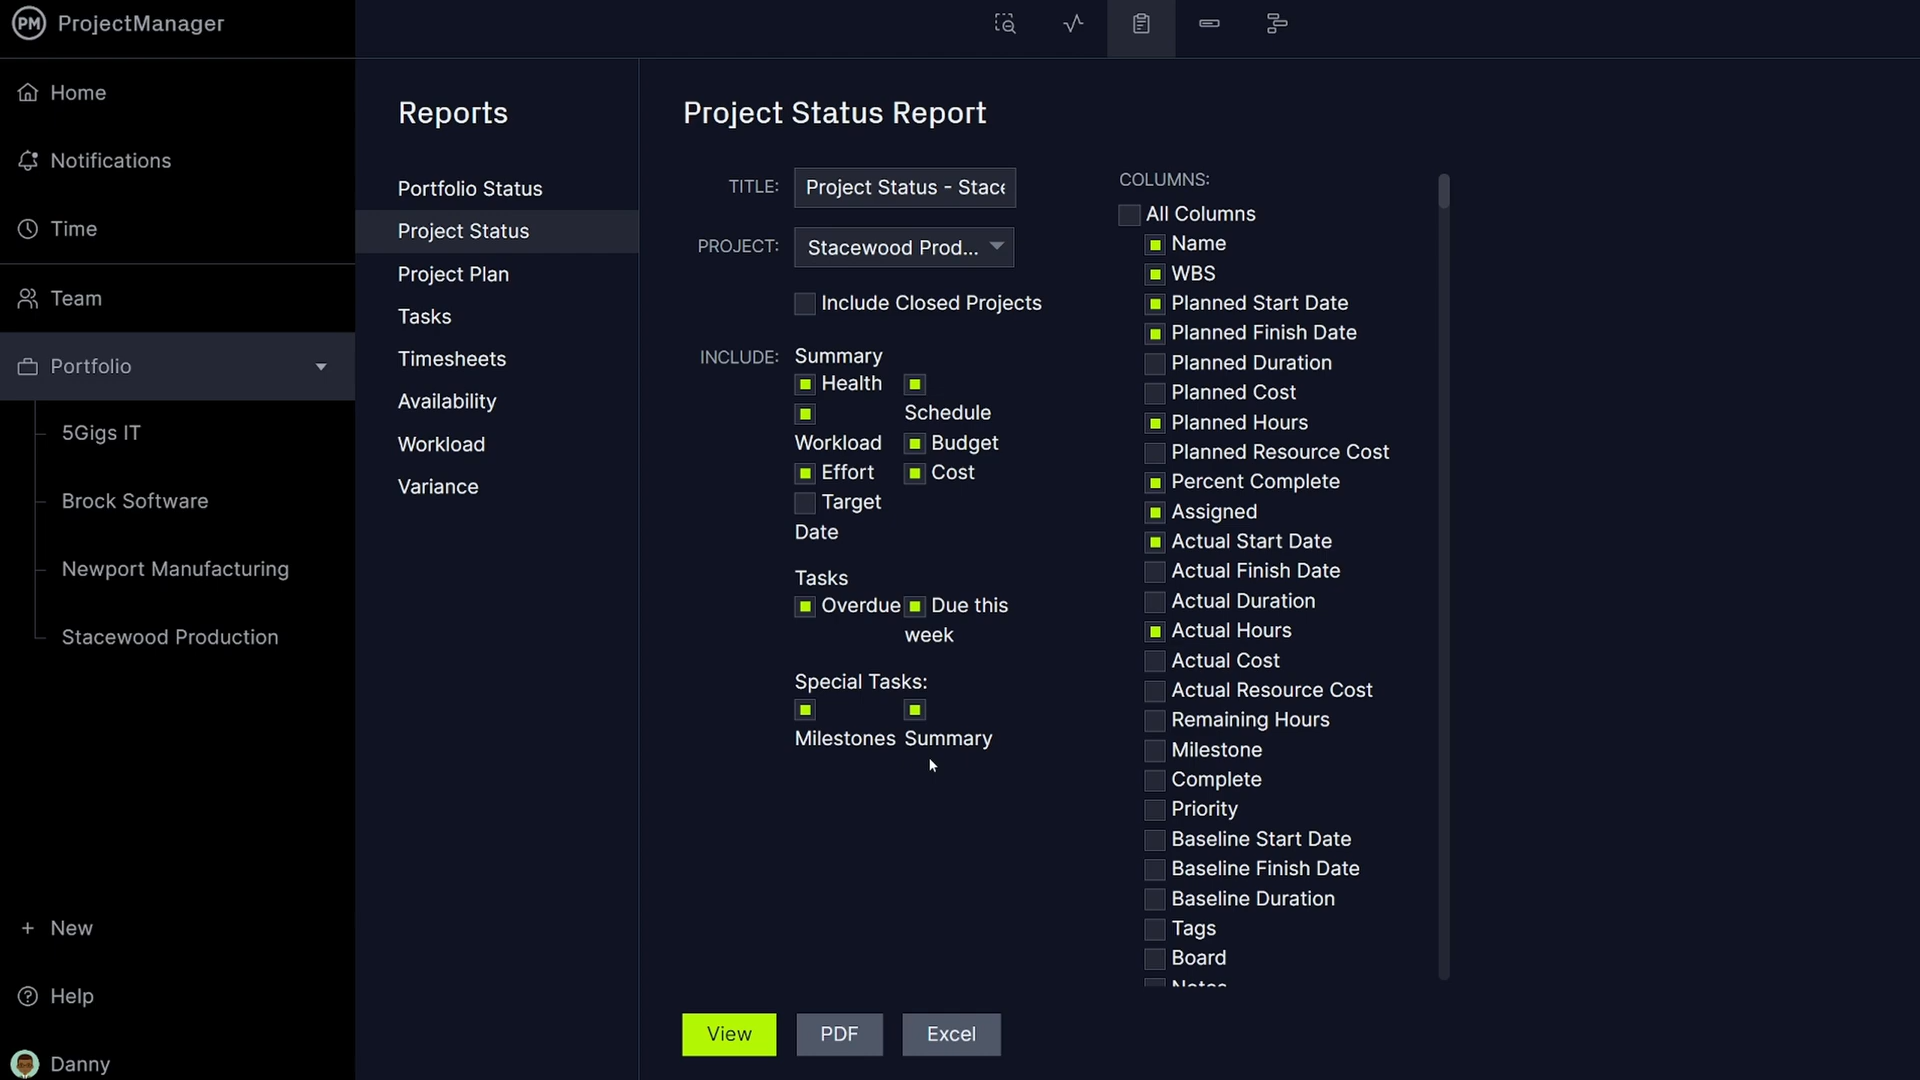 PM ProjectManager
Home
Notifications
Time
Team
Portfolio
5Gigs IT
Brock Software
Newport Manufacturing
Stacewood Production
+ New
Help
Danny
Reports
Portfolio Status
Project Status
Project Plan
Tasks
Timesheets
Availability
Workload
Variance
Project Status Report
TITLE: Project Status - Stace
PROJECT: Stacewood Prod...
Include Closed Projects
INCLUDE: Summary
Health
Schedule
Workload Budget
Effort Cost
Target
Date
Tasks
Overdue Due this
week
Special Tasks:
Milestones Summary
COLUMNS:
All Columns
Name
WBS
Planned Start Date
Planned Finish Date
Planned Duration
Planned Cost
Planned Hours
Planned Resource Cost
Percent Complete
Assigned
Actual Start Date
Actual Finish Date
Actual Duration
Actual Hours
Actual Cost
Actual Resource Cost
Remaining Hours
Milestone
Complete
Priority
Baseline Start Date
Baseline Finish Date
Baseline Duration
Tags
Board
Notes
View PDF Excel